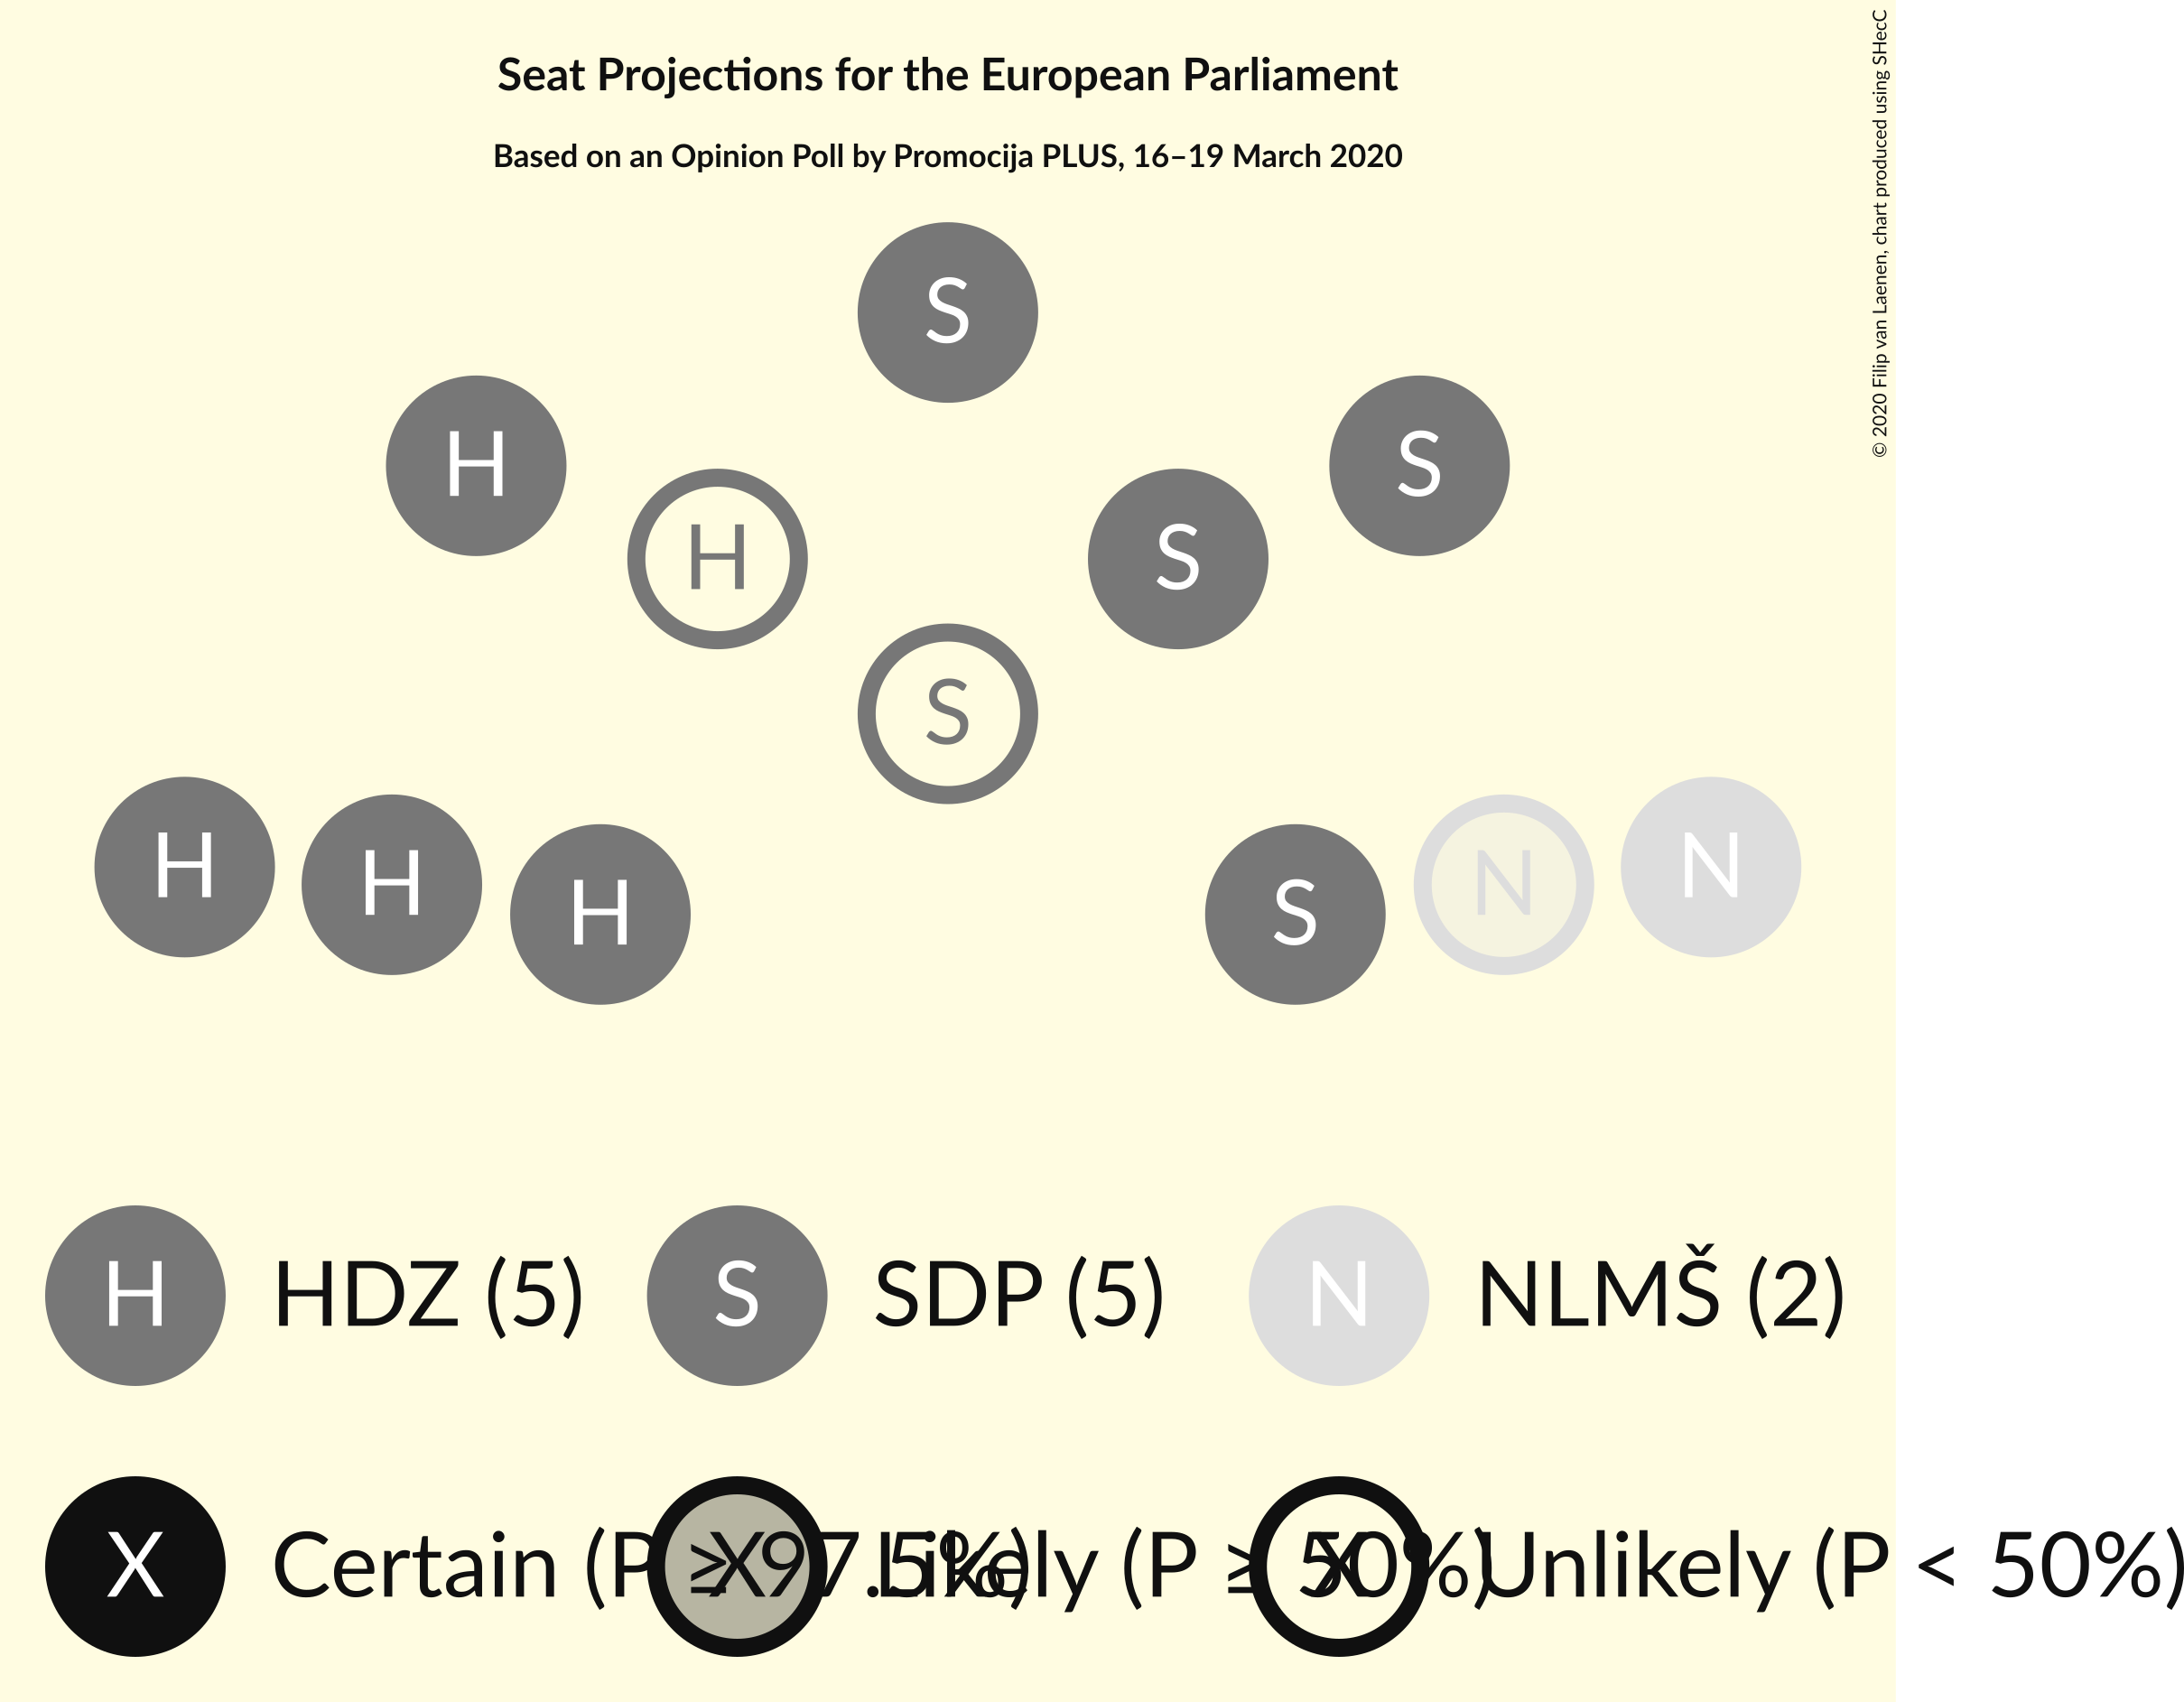 Seat Projections for the European Parliament
Based on an Opinion Poll by Promocija PLUS, 16–19 March 2020
© 2020 Filip van Laenen, chart produced using SHecC
S
H
S
H
S
S
H
H
H
S
N
N
H HDZ (5) S SDP (5) N NLMŠ (2)
X Certain (P ≥ 97.5%) X Likely (P ≥ 50%) X Unlikely (P < 50%)